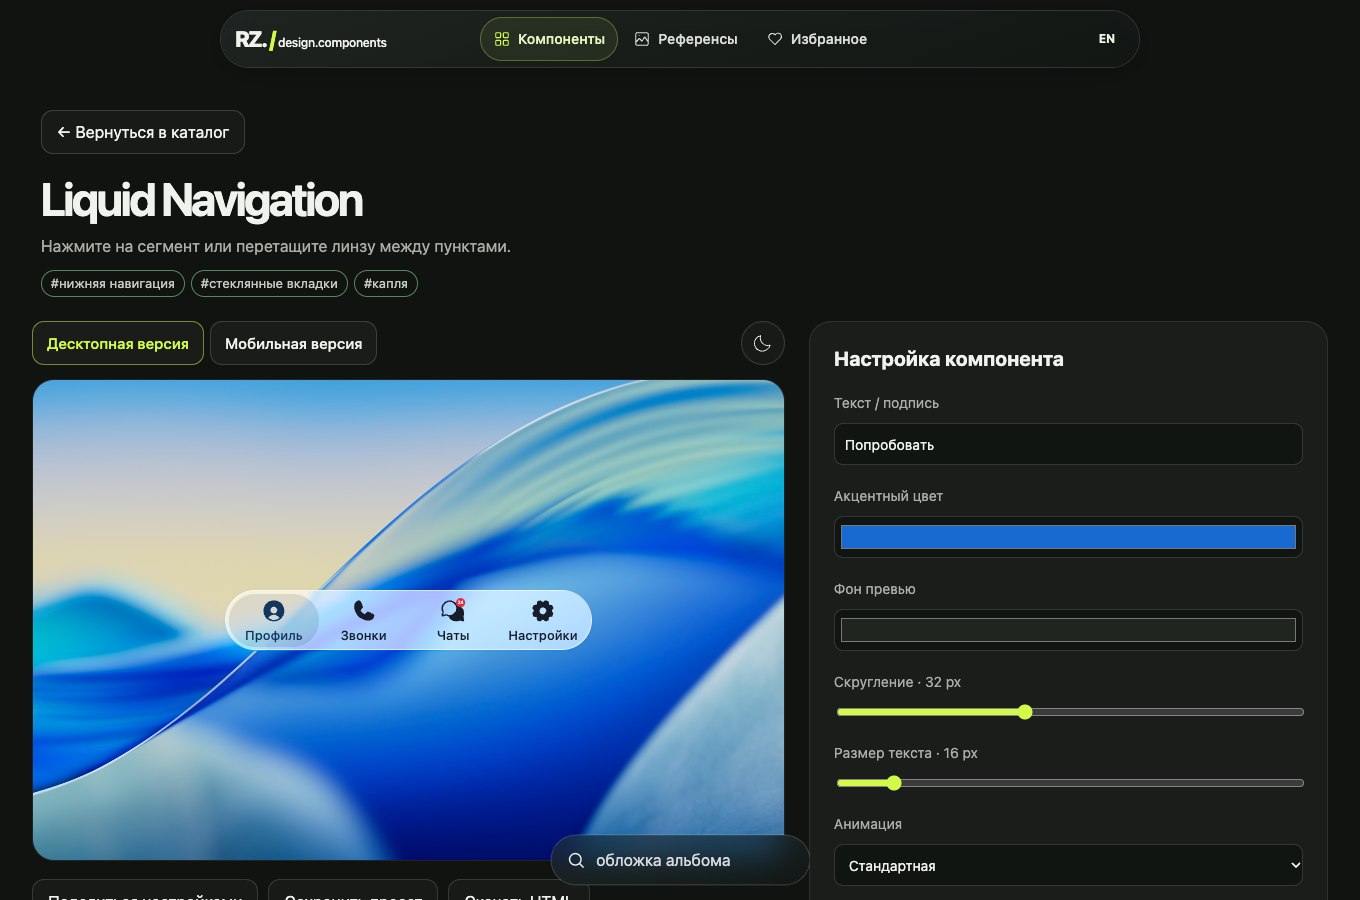 RZ./design.components
Компоненты
Референсы
Избранное
EN
← Вернуться в каталог
Liquid Navigation
Нажмите на сегмент или перетащите линзу между пунктами.
#нижняя навигация
#стеклянные вкладки
#капля
Десктопная версия
Мобильная версия
Профиль
Звонки
Чаты
Настройки
обложка альбома
Настройка компонента
Текст / подпись
Попробовать
Акцентный цвет
Фон превью
Скругление · 32 px
Размер текста · 16 px
Анимация
Стандартная